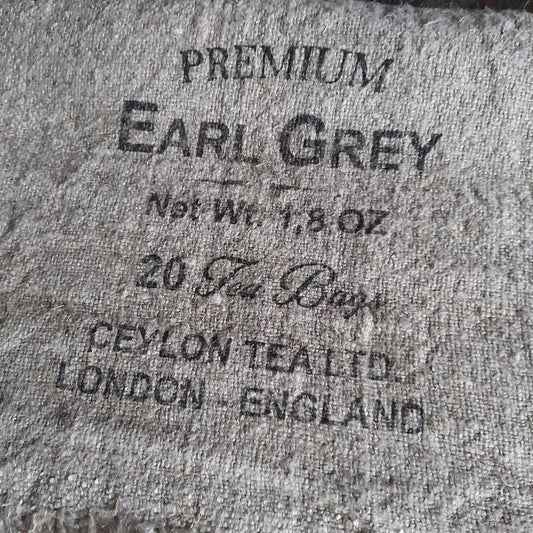 PREMIUM
EARL GREY
Net Wt. 1,8 OZ
20 Tea Bags
CEYLON TEA LTD.
LONDON - ENGLAND